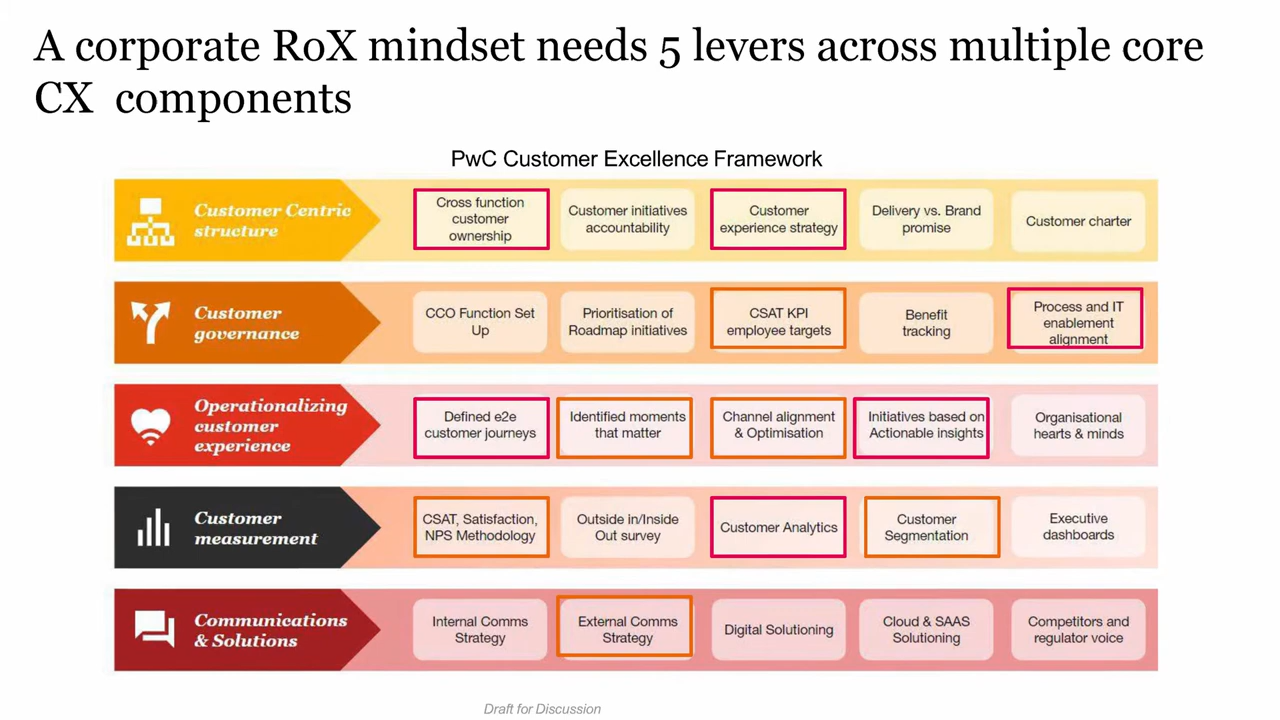 A corporate RoX mindset needs 5 levers across multiple core
CX components
PwC Customer Excellence Framework
Customer Centric
structure
Cross function
customer
ownership
Customer initiatives
accountability
Customer
experience strategy
Delivery vs. Brand
promise
Customer charter
Customer
governance
CCO Function Set
Up
Prioritisation of
Roadmap initiatives
CSAT KPI
employee targets
Benefit
tracking
Process and IT
enablement
alignment
Operationalizing
customer
experience
Defined e2e
customer journeys
Identified moments
that matter
Channel alignment
& Optimisation
Initiatives based on
Actionable insights
Organisational
hearts & minds
Customer
measurement
CSAT, Satisfaction,
NPS Methodology
Outside in/Inside
Out survey
Customer Analytics
Customer
Segmentation
Executive
dashboards
Communications
& Solutions
Internal Comms
Strategy
External Comms
Strategy
Digital Solutioning
Cloud & SAAS
Solutioning
Competitors and
regulator voice
Draft for Discussion